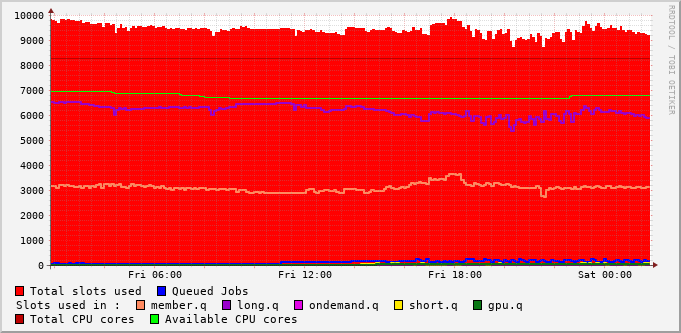 10000
9000
8000
7000
6000
5000
4000
3000
2000
1000
0
Fri 06:00 Fri 12:00 Fri 18:00 Sat 00:00
RRDTOOL / TOBI OETIKER
Total slots used Queued Jobs
Slots used in : member.q long.q ondemand.q short.q gpu.q
Total CPU cores Available CPU cores